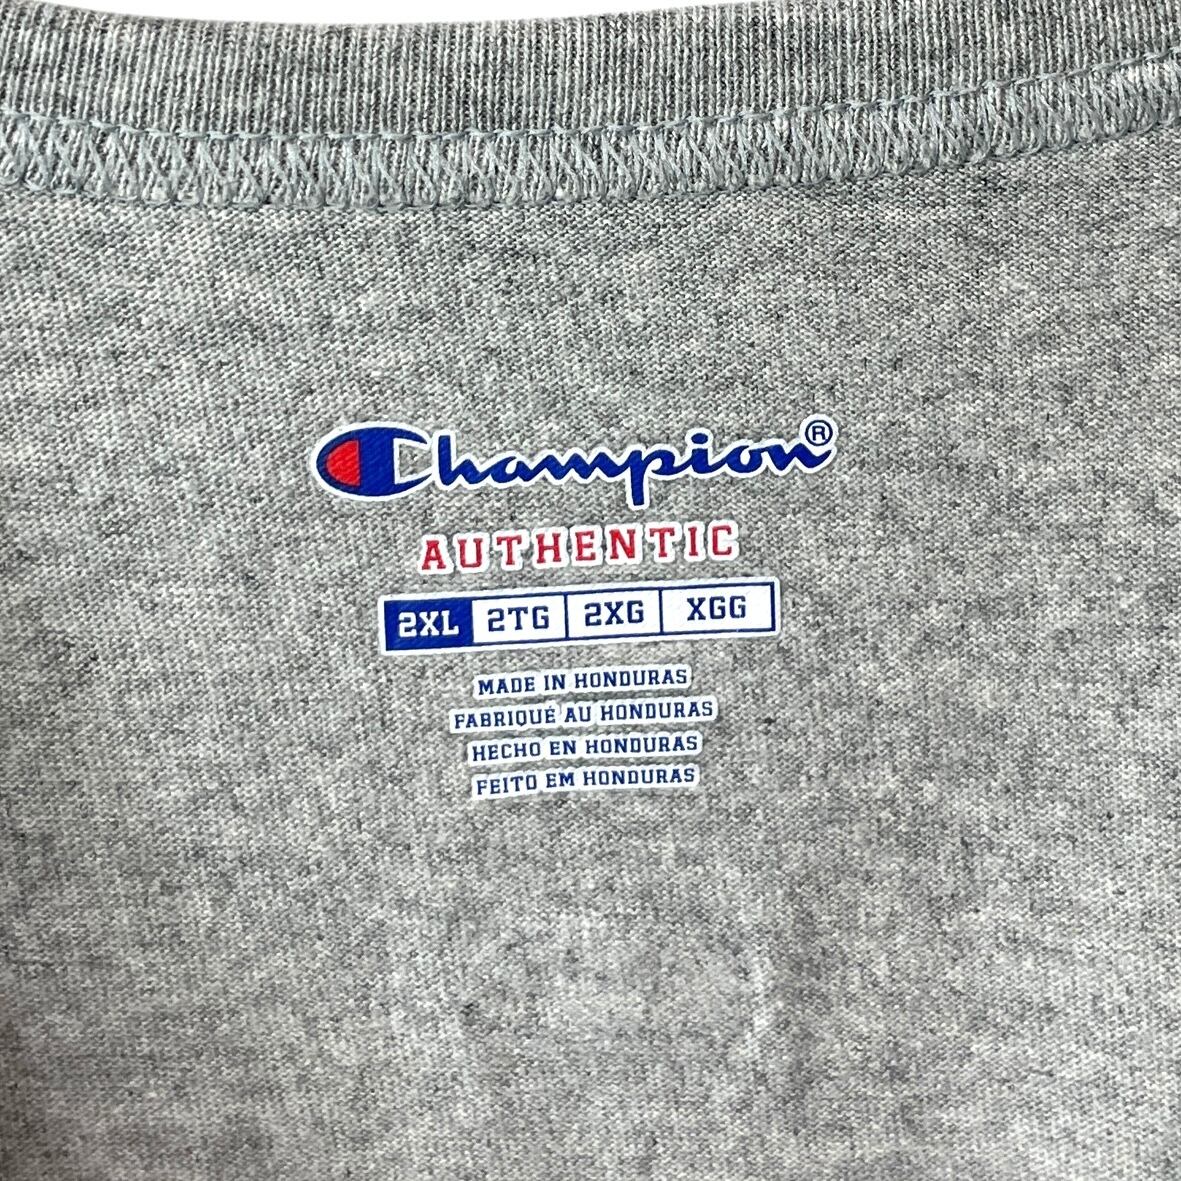 Champion®
AUTHENTIC
2XL 2TG 2XG XGG
MADE IN HONDURAS
FABRIQUÉ AU HONDURAS
HECHO EN HONDURAS
FEITO EM HONDURAS